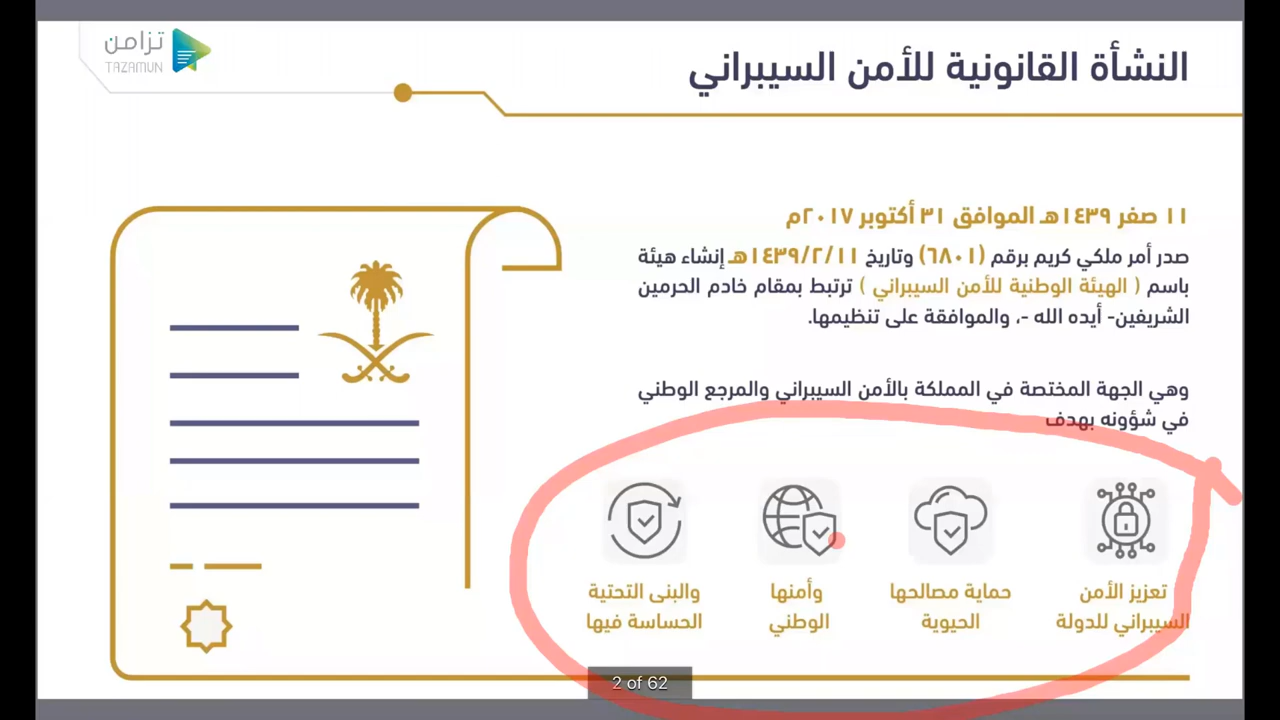 تزامن
TAZAMUN
النشأة القانونية للأمن السيبراني
١١ صفر ١٤٣٩هـ الموافق ٣١ أكتوبر ٢٠١٧م
صدر أمر ملكي كريم برقم (٦٨٠١) وتاريخ ١٤٣٩/٢/١١هـ إنشاء هيئة
باسم ( الهيئة الوطنية للأمن السيبراني ) ترتبط بمقام خادم الحرمين
الشريفين- أيده الله -، والموافقة على تنظيمها.
وهي الجهة المختصة في المملكة بالأمن السيبراني والمرجع الوطني
في شؤونه بهدف
تعزيز الأمن
السيبراني للدولة
حماية مصالحها
الحيوية
وأمنها
الوطني
والبنى التحتية
الحساسة فيها
2 of 62